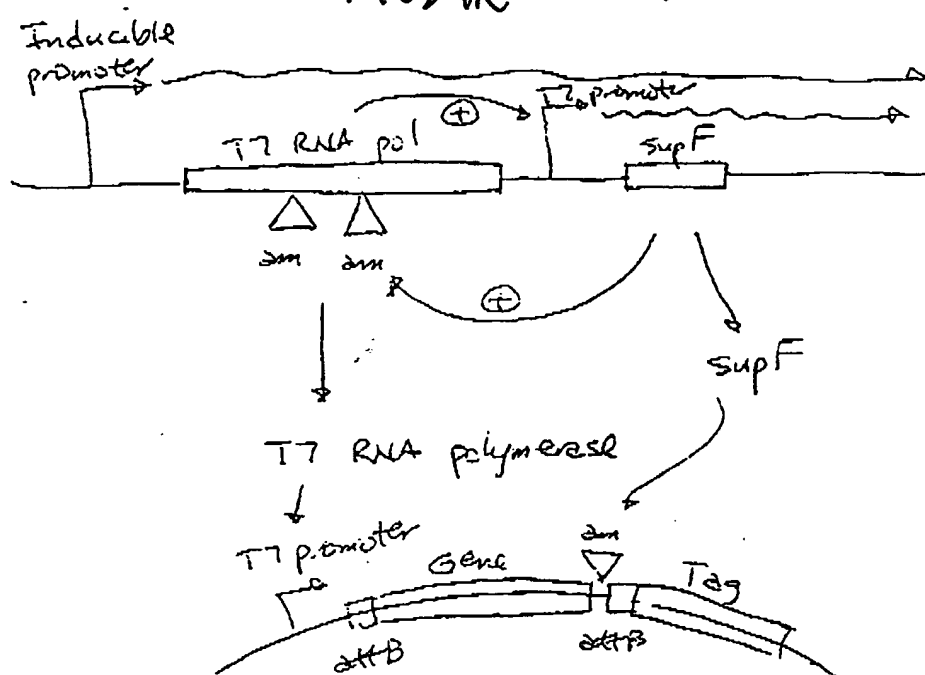 Inducible
promoter
T7 promoter
+
T7 RNA pol
supF
am am
+
supF
T7 RNA polymerase
T7 promoter
am
Gene
Tag
attB
attB